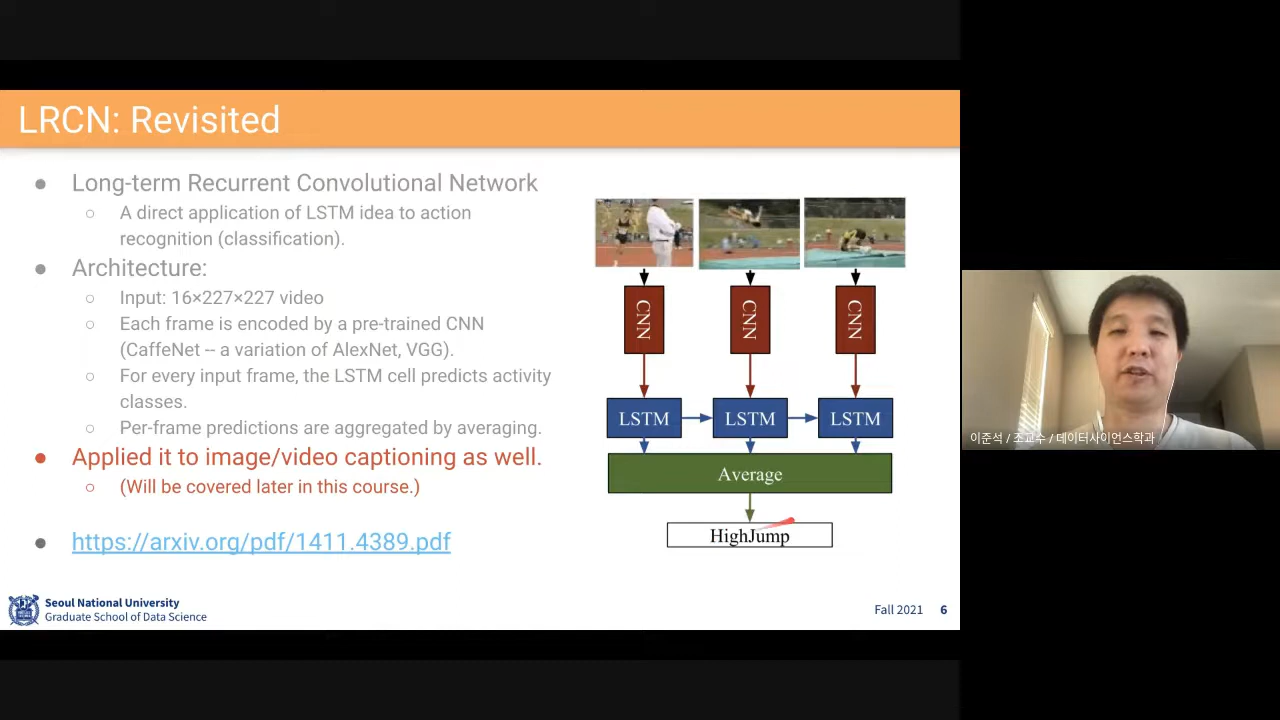 LRCN: Revisited
● Long-term Recurrent Convolutional Network
○ A direct application of LSTM idea to action
recognition (classification).
● Architecture:
○ Input: 16×227×227 video
○ Each frame is encoded by a pre-trained CNN
(CaffeNet -- a variation of AlexNet, VGG).
○ For every input frame, the LSTM cell predicts activity
classes.
○ Per-frame predictions are aggregated by averaging.
● Applied it to image/video captioning as well.
○ (Will be covered later in this course.)
● https://arxiv.org/pdf/1411.4389.pdf
CNN CNN CNN
LSTM LSTM LSTM
Average
HighJump
Seoul National University
Graduate School of Data Science
Fall 2021 6
이준석 / 조교수 / 데이터사이언스학과